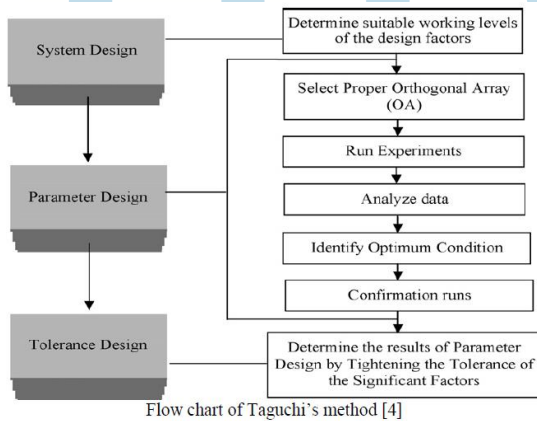 System Design
Determine suitable working levels
of the design factors
Select Proper Orthogonal Array
(OA)
Run Experiments
Parameter Design
Analyze data
Identify Optimum Condition
Confirmation runs
Tolerance Design
Determine the results of Parameter
Design by Tightening the Tolerance of
the Significant Factors
Flow chart of Taguchi's method [4]